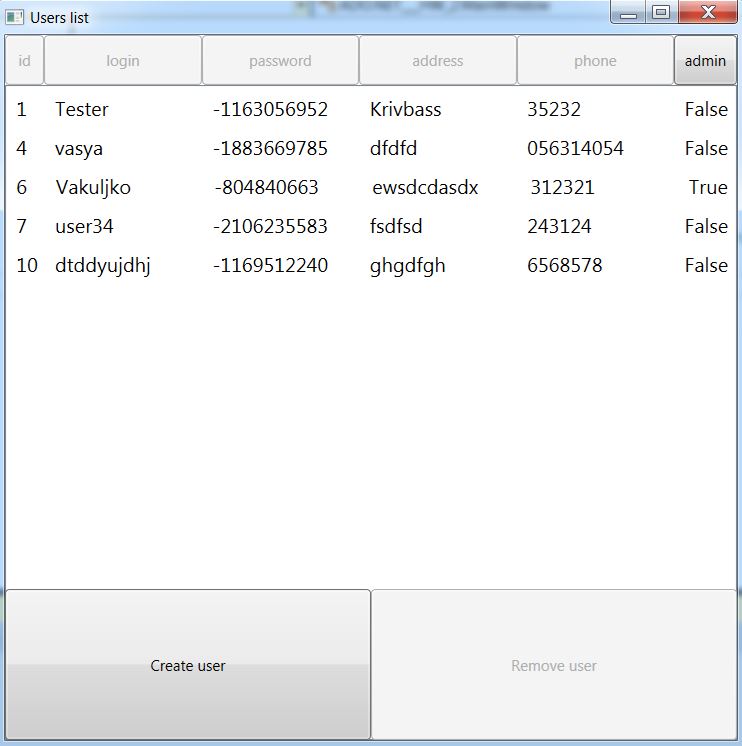 Users list
id login password address phone admin
1 Tester -1163056952 Krivbass 35232 False
4 vasya -1883669785 dfdfd 056314054 False
6 Vakuljko -804840663 ewsdcdasdx 312321 True
7 user34 -2106235583 fsdfsd 243124 False
10 dtddyujdhj -1169512240 ghgdfgh 6568578 False
Create user Remove user